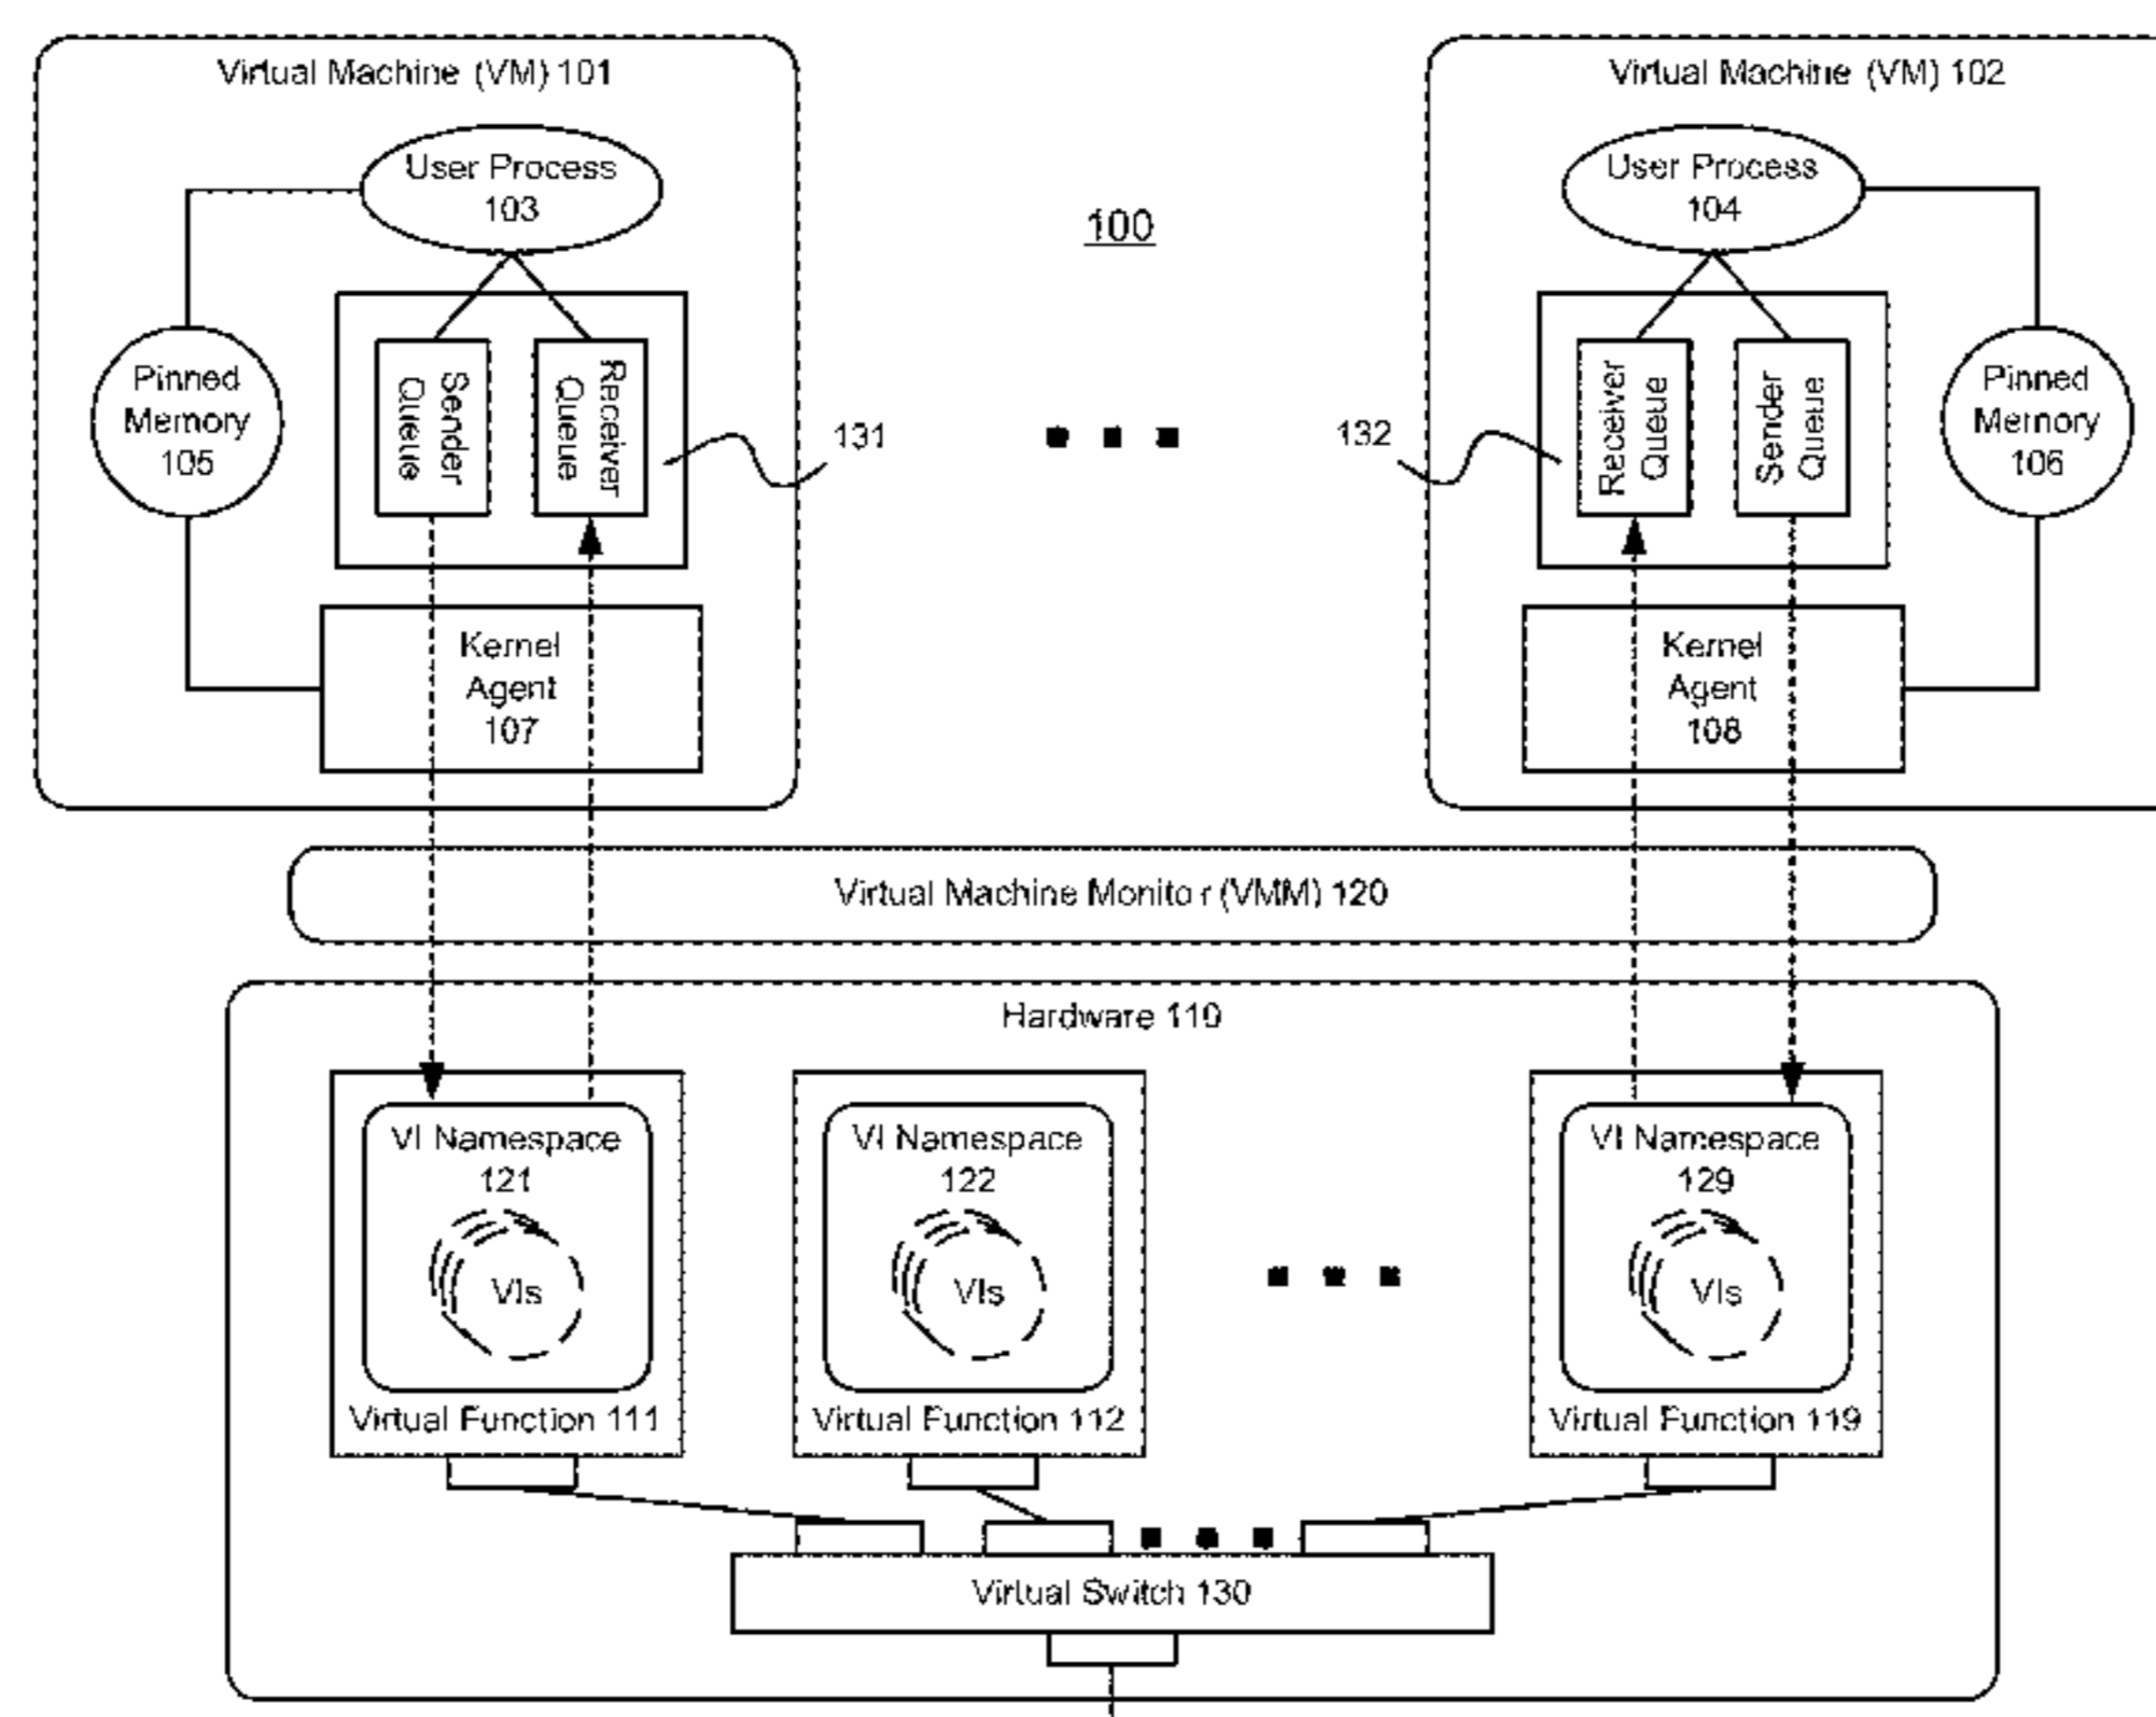 Virtual Machine (VM) 101
Virtual Machine (VM) 102
User Process
103
100
User Process
104
Pinned
Memory
105
Sender
Queue
Receiver
Queue
131
132
Receiver
Queue
Sender
Queue
Pinned
Memory
106
Kernel
Agent
107
Kernel
Agent
108
Virtual Machine Monitor (VMM) 120
Hardware 110
VI Namespace
121
VIs
Virtual Function 111
VI Namespace
122
VIs
Virtual Function 112
VI Namespace
129
VIs
Virtual Function 119
Virtual Switch 130